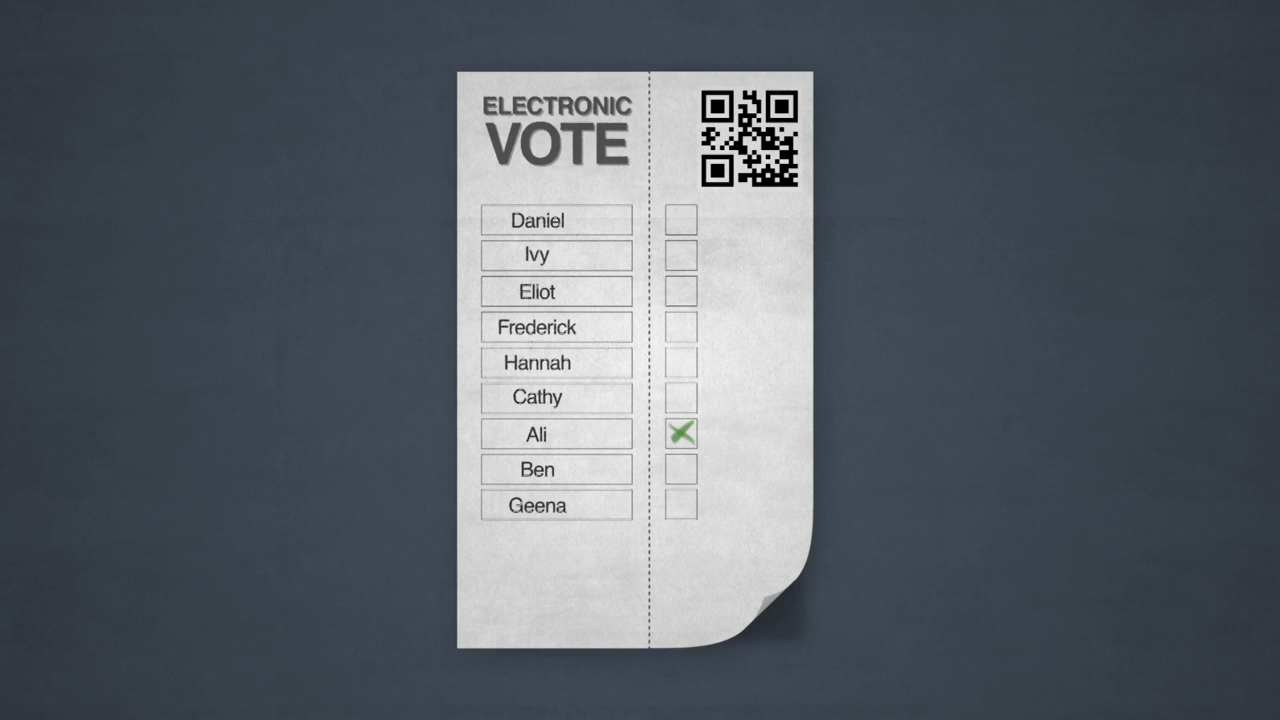 ELECTRONIC
VOTE
Daniel
Ivy
Eliot
Frederick
Hannah
Cathy
Ali
Ben
Geena